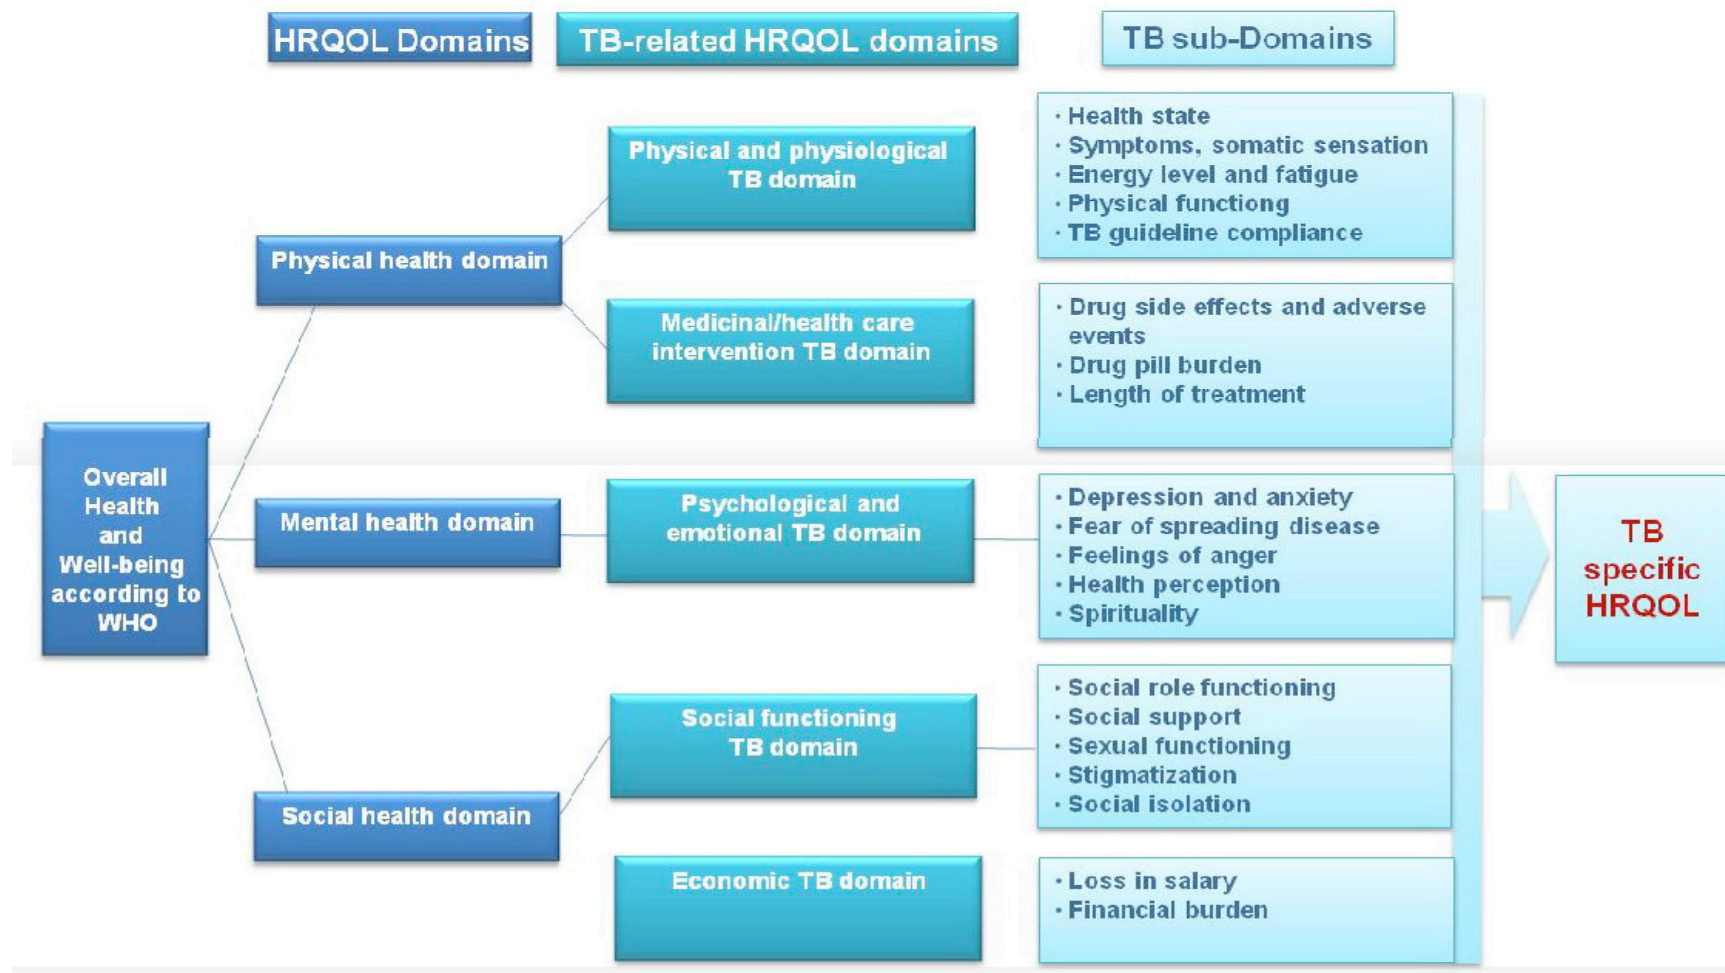 HRQOL Domains
TB-related HRQOL domains
TB sub-Domains
Overall
Health
and
Well-being
according to
WHO
Physical health domain
Mental health domain
Social health domain
Physical and physiological
TB domain
Medicinal/health care
intervention TB domain
Psychological and
emotional TB domain
Social functioning
TB domain
Economic TB domain
· Health state
· Symptoms, somatic sensation
· Energy level and fatigue
· Physical functiong
· TB guideline compliance
· Drug side effects and adverse
events
· Drug pill burden
· Length of treatment
· Depression and anxiety
· Fear of spreading disease
· Feelings of anger
· Health perception
· Spirituality
· Social role functioning
· Social support
· Sexual functioning
· Stigmatization
· Social isolation
· Loss in salary
· Financial burden
TB
specific
HRQOL